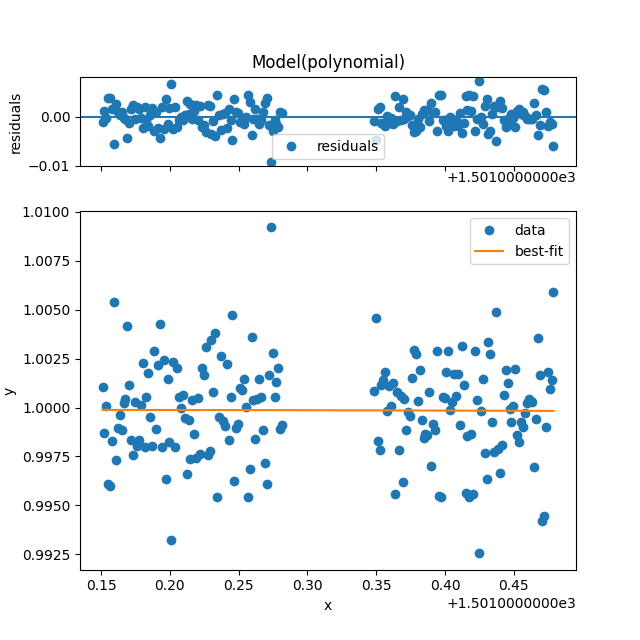 Model(polynomial)
residuals
0.00
−0.01
residuals
+1.5010000000e3
1.0100
1.0075
1.0050
1.0025
1.0000
0.9975
0.9950
0.9925
y
data
best-fit
0.15 0.20 0.25 0.30 0.35 0.40 0.45
x
+1.5010000000e3